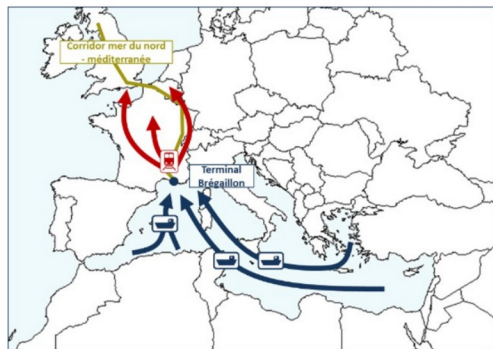 Corridor mer du nord
- méditerranée
Terminal
Brégaillon